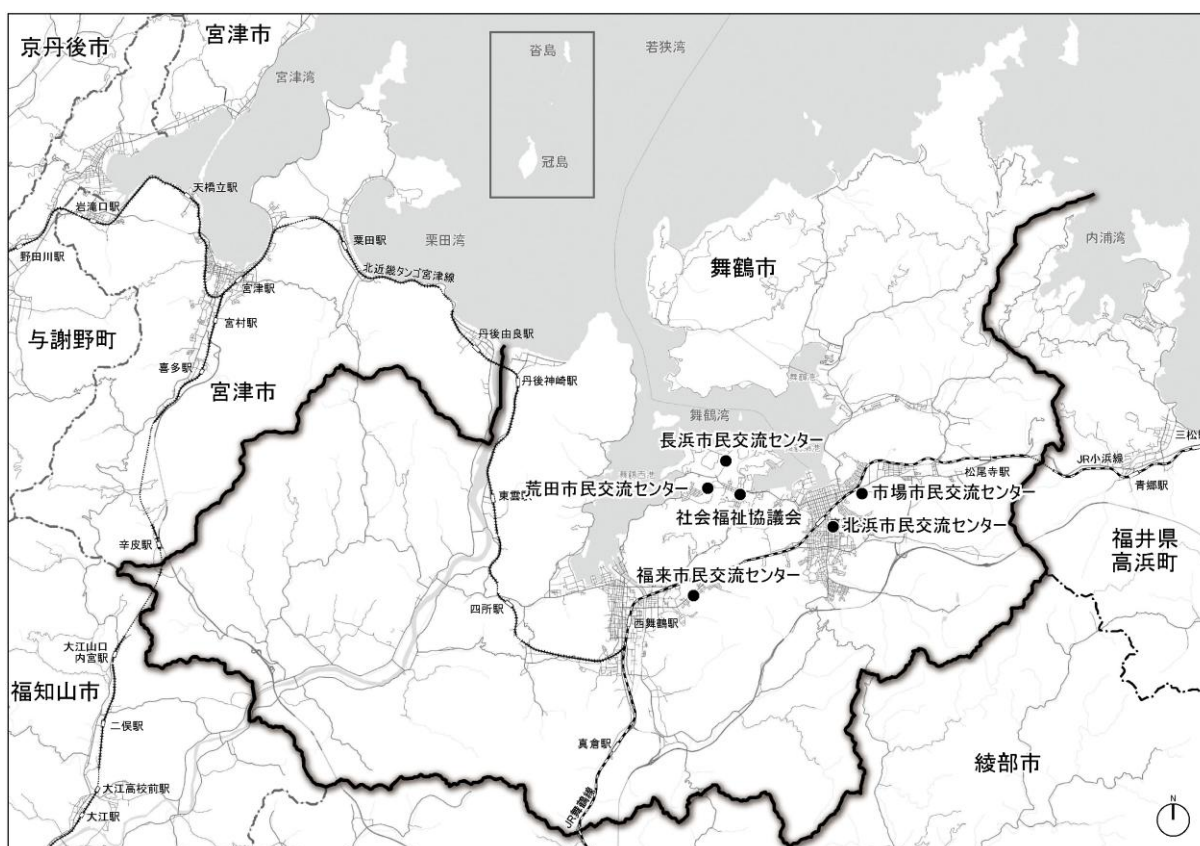 京丹後市
宮津市
宮津湾
沓島
若狭湾
冠島
天橋立駅
岩滝口駅
野田川駅
栗田駅
栗田湾
北近畿タンゴ宮津線
宮津駅
宮村駅
与謝野町
喜多駅
宮津市
丹後由良駅
丹後神崎駅
舞鶴市
内浦湾
舞鶴湾
長浜市民交流センター
荒田市民交流センター
社会福祉協議会
市場市民交流センター
北浜市民交流センター
福来市民交流センター
松尾寺駅
JR小浜線
三松
青郷駅
福井県
高浜町
辛皮駅
四所駅
西舞鶴駅
大江山口
内宮駅
福知山市
二俣駅
真倉駅
大江高校前駅
大江駅
JR舞鶴線
綾部市
N